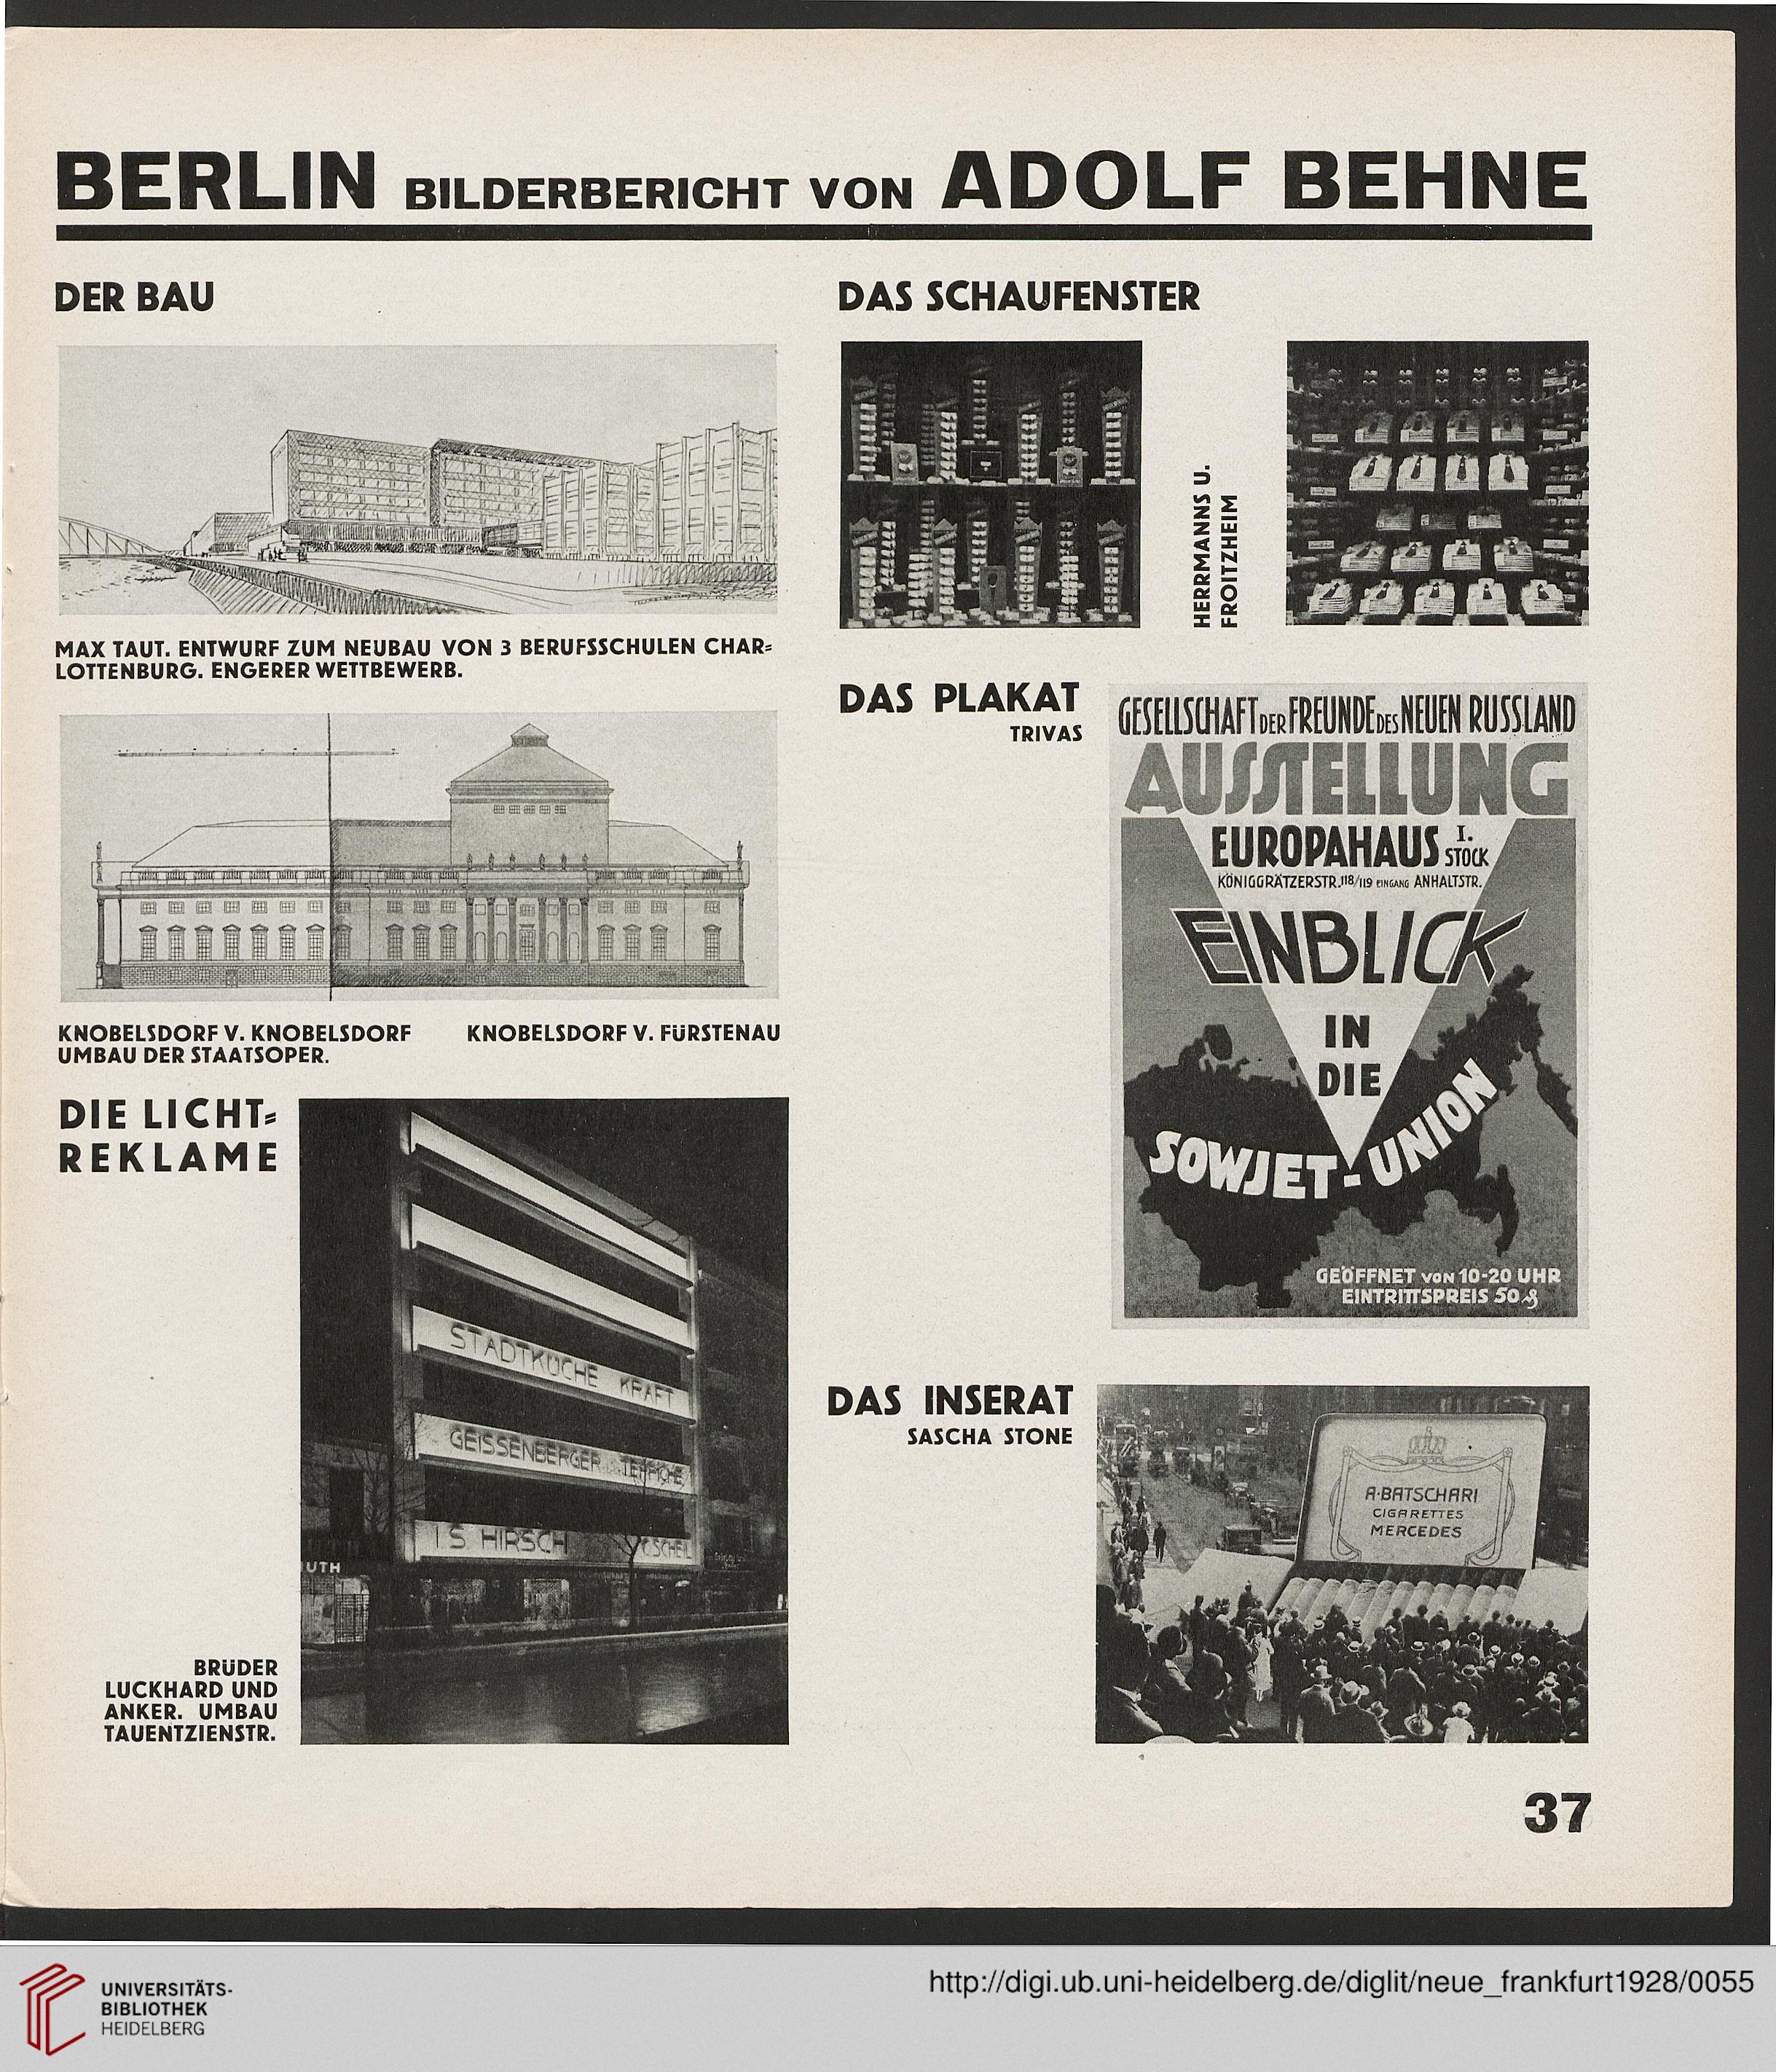 BERLIN BILDERBERICHT VON ADOLF BEHNE
DER BAU
MAX TAUT. ENTWURF ZUM NEUBAU VON 3 BERUFSSCHULEN CHAR=
LOTTENBURG. ENGERER WETTBEWERB.
KNOBELSDORF V. KNOBELSDORF KNOBELSDORF V. FÜRSTENAU
UMBAU DER STAATSOPER.
DIE LICHT=
REKLAME
STADTKÜCHE KRAFT
GEISSENBERGER TEPPICHE
I. S. HIRSCH C. SCHEIL
UTH
BRÜDER
LUCKHARD UND
ANKER. UMBAU
TAUENTZIENSTR.
DAS SCHAUFENSTER
HERRMANNS U.
FROITZHEIM
DAS PLAKAT
TRIVAS
GESELLSCHAFT DER FREUNDE DES NEUEN RUSSLAND
AUSSTELLUNG
EUROPAHAUS I. STOCK
KÖNIGGRÄTZERSTR. 118/119 EINGANG ANHALTSTR.
EINBLICK
IN
DIE
SOWJET-UNION
GEÖFFNET VON 10-20 UHR
EINTRITTSPREIS 50 ₰
DAS INSERAT
SASCHA STONE
A·BATSCHARI
CIGARETTES
MERCEDES
37
UNIVERSITÄTS-
BIBLIOTHEK
HEIDELBERG
http://digi.ub.uni-heidelberg.de/diglit/neue_frankfurt1928/0055